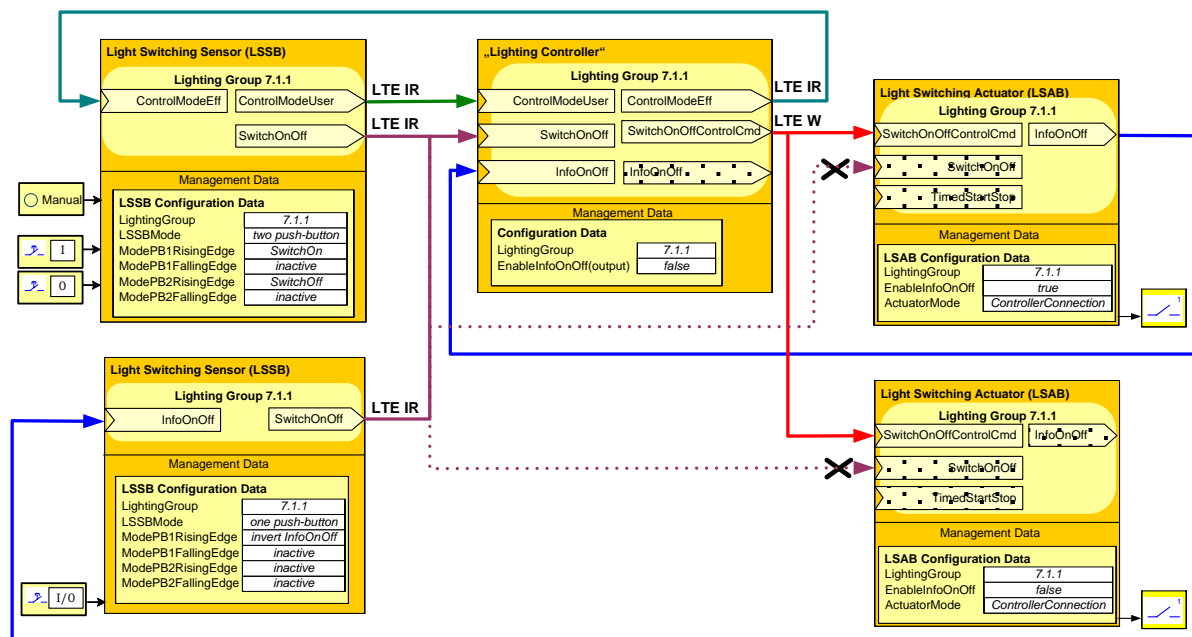 Light Switching Sensor (LSSB)
Lighting Group 7.1.1
ControlModeEff
ControlModeUser
SwitchOnOff
LTE IR
LTE IR
Management Data
LSSB Configuration Data
LightingGroup 7.1.1
LSSBMode two push-button
ModePB1RisingEdge SwitchOn
ModePB1FallingEdge inactive
ModePB2RisingEdge SwitchOff
ModePB2FallingEdge inactive
Manual
I
0
„Lighting Controller“
Lighting Group 7.1.1
ControlModeUser
ControlModeEff
SwitchOnOff
SwitchOnOffControlCmd
InfoOnOff
InfoOnOff
LTE IR
LTE W
Management Data
Configuration Data
LightingGroup 7.1.1
EnableInfoOnOff(output) false
Light Switching Actuator (LSAB)
Lighting Group 7.1.1
SwitchOnOffControlCmd
InfoOnOff
SwitchOnOff
TimedStartStop
Management Data
LSAB Configuration Data
LightingGroup 7.1.1
EnableInfoOnOff true
ActuatorMode ControllerConnection
1
Light Switching Sensor (LSSB)
Lighting Group 7.1.1
InfoOnOff
SwitchOnOff
LTE IR
Management Data
LSSB Configuration Data
LightingGroup 7.1.1
LSSBMode one push-button
ModePB1RisingEdge invert InfoOnOff
ModePB1FallingEdge inactive
ModePB2RisingEdge inactive
ModePB2FallingEdge inactive
I/0
Light Switching Actuator (LSAB)
Lighting Group 7.1.1
SwitchOnOffControlCmd
InfoOnOff
SwitchOnOff
TimedStartStop
Management Data
LSAB Configuration Data
LightingGroup 7.1.1
EnableInfoOnOff false
ActuatorMode ControllerConnection
1